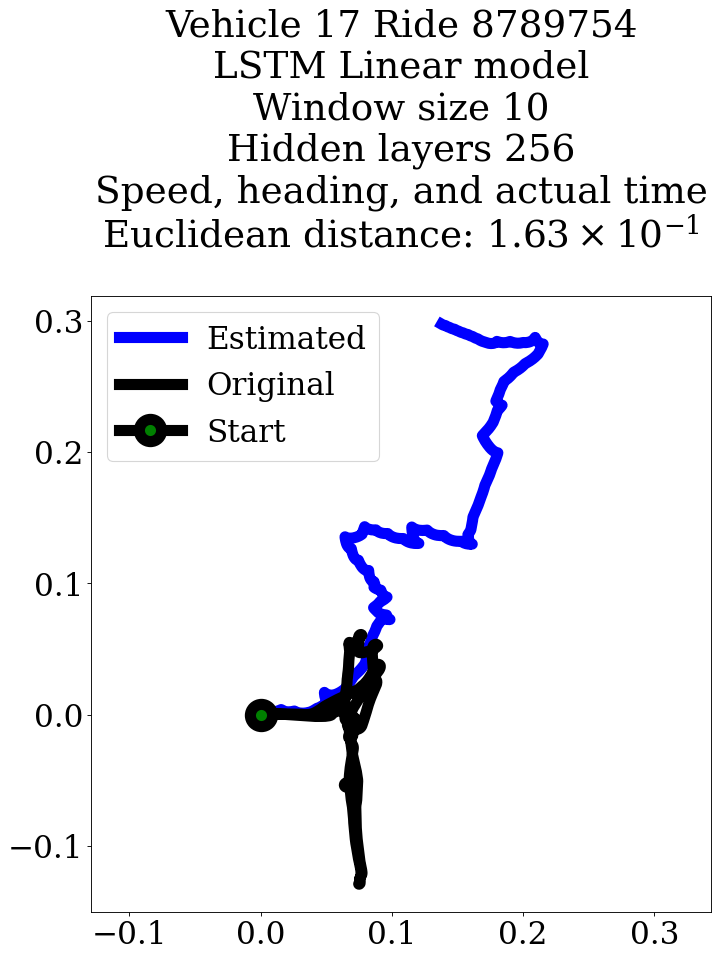 Vehicle 17 Ride 8789754
LSTM Linear model
Window size 10
Hidden layers 256
Speed, heading, and actual time
Euclidean distance: 1.63 × 10⁻¹
Estimated
Original
Start
0.3
0.2
0.1
0.0
−0.1
−0.1 0.0 0.1 0.2 0.3